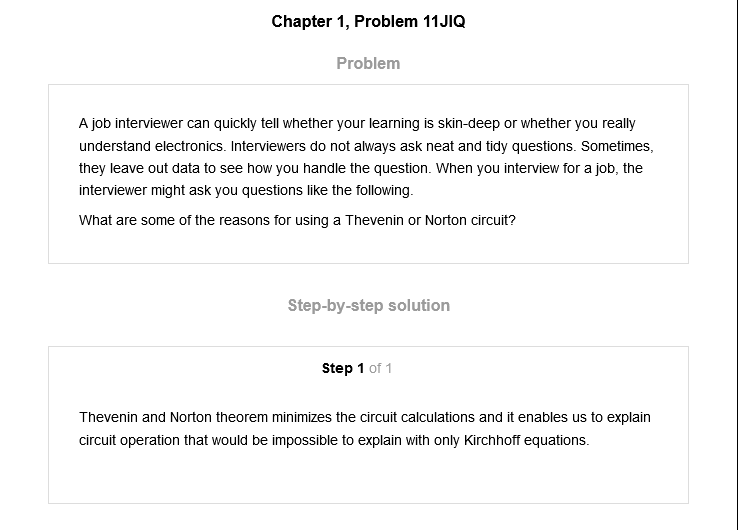 Chapter 1, Problem 11JIQ
Problem
A job interviewer can quickly tell whether your learning is skin-deep or whether you really
understand electronics. Interviewers do not always ask neat and tidy questions. Sometimes,
they leave out data to see how you handle the question. When you interview for a job, the
interviewer might ask you questions like the following.
What are some of the reasons for using a Thevenin or Norton circuit?
Step-by-step solution
Step 1 of 1
Thevenin and Norton theorem minimizes the circuit calculations and it enables us to explain
circuit operation that would be impossible to explain with only Kirchhoff equations.